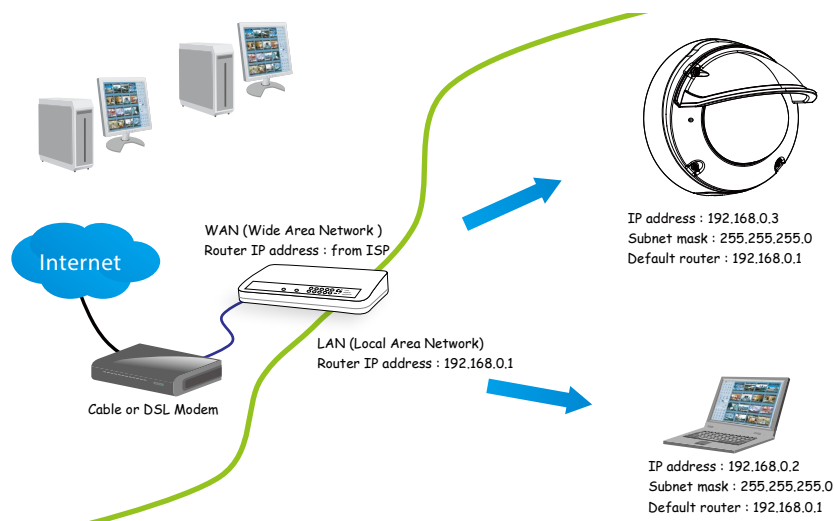 WAN (Wide Area Network )
Router IP address : from ISP
Internet
LAN (Local Area Network)
Router IP address : 192.168.0.1
Cable or DSL Modem
IP address : 192.168.0.3
Subnet mask : 255.255.255.0
Default router : 192.168.0.1
IP address : 192.168.0.2
Subnet mask : 255.255.255.0
Default router : 192.168.0.1